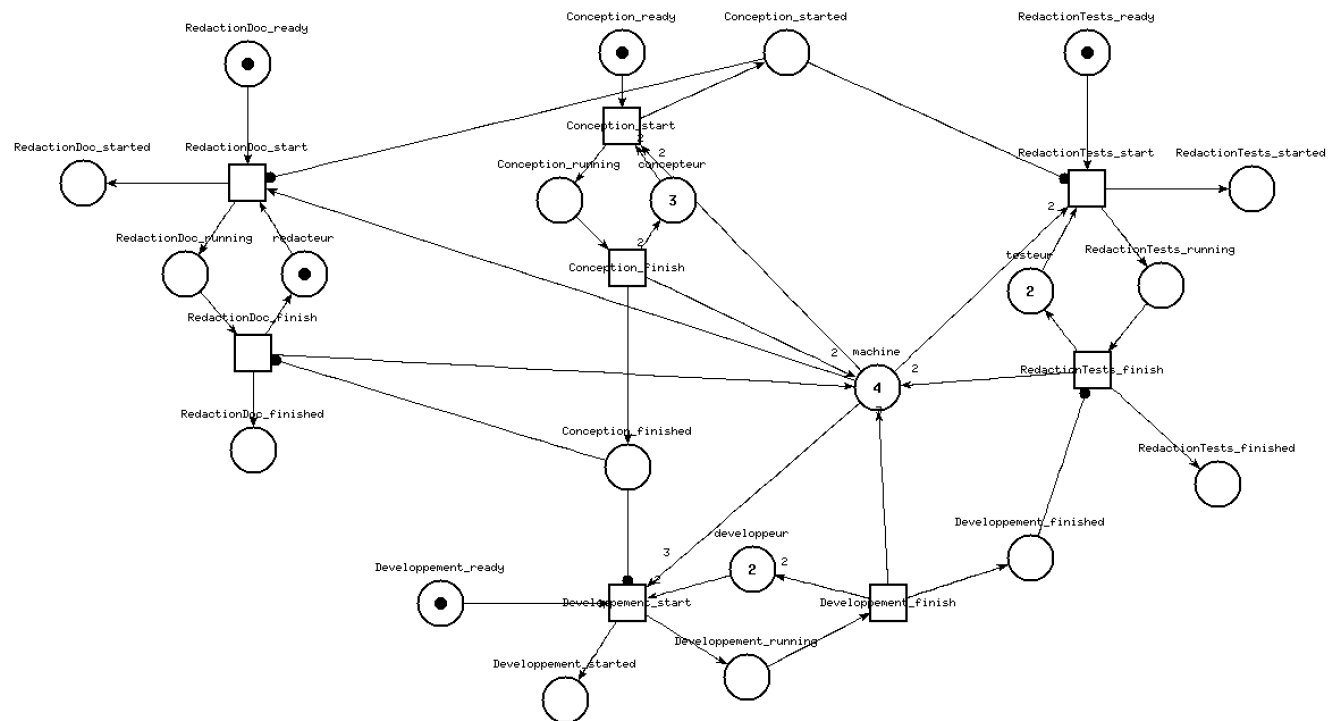 Conception_ready
Conception_started
RedactionTests_ready
RedactionDoc_ready
Conception_start
2
2
RedactionDoc_started
RedactionDoc_start
Conception_running
concepteur
RedactionTests_start
RedactionTests_started
3
2
RedactionDoc_running
redacteur
2
Conception_finish
testeur
RedactionTests_running
2
RedactionDoc_finish
2
machine
2
RedactionTests_finish
4
RedactionDoc_finished
Conception_finished
RedactionTests_finished
Developpement_finished
3
developpeur
2
2
Developpement_ready
2
Developpement_start
Developpement_finish
Developpement_running
Developpement_started